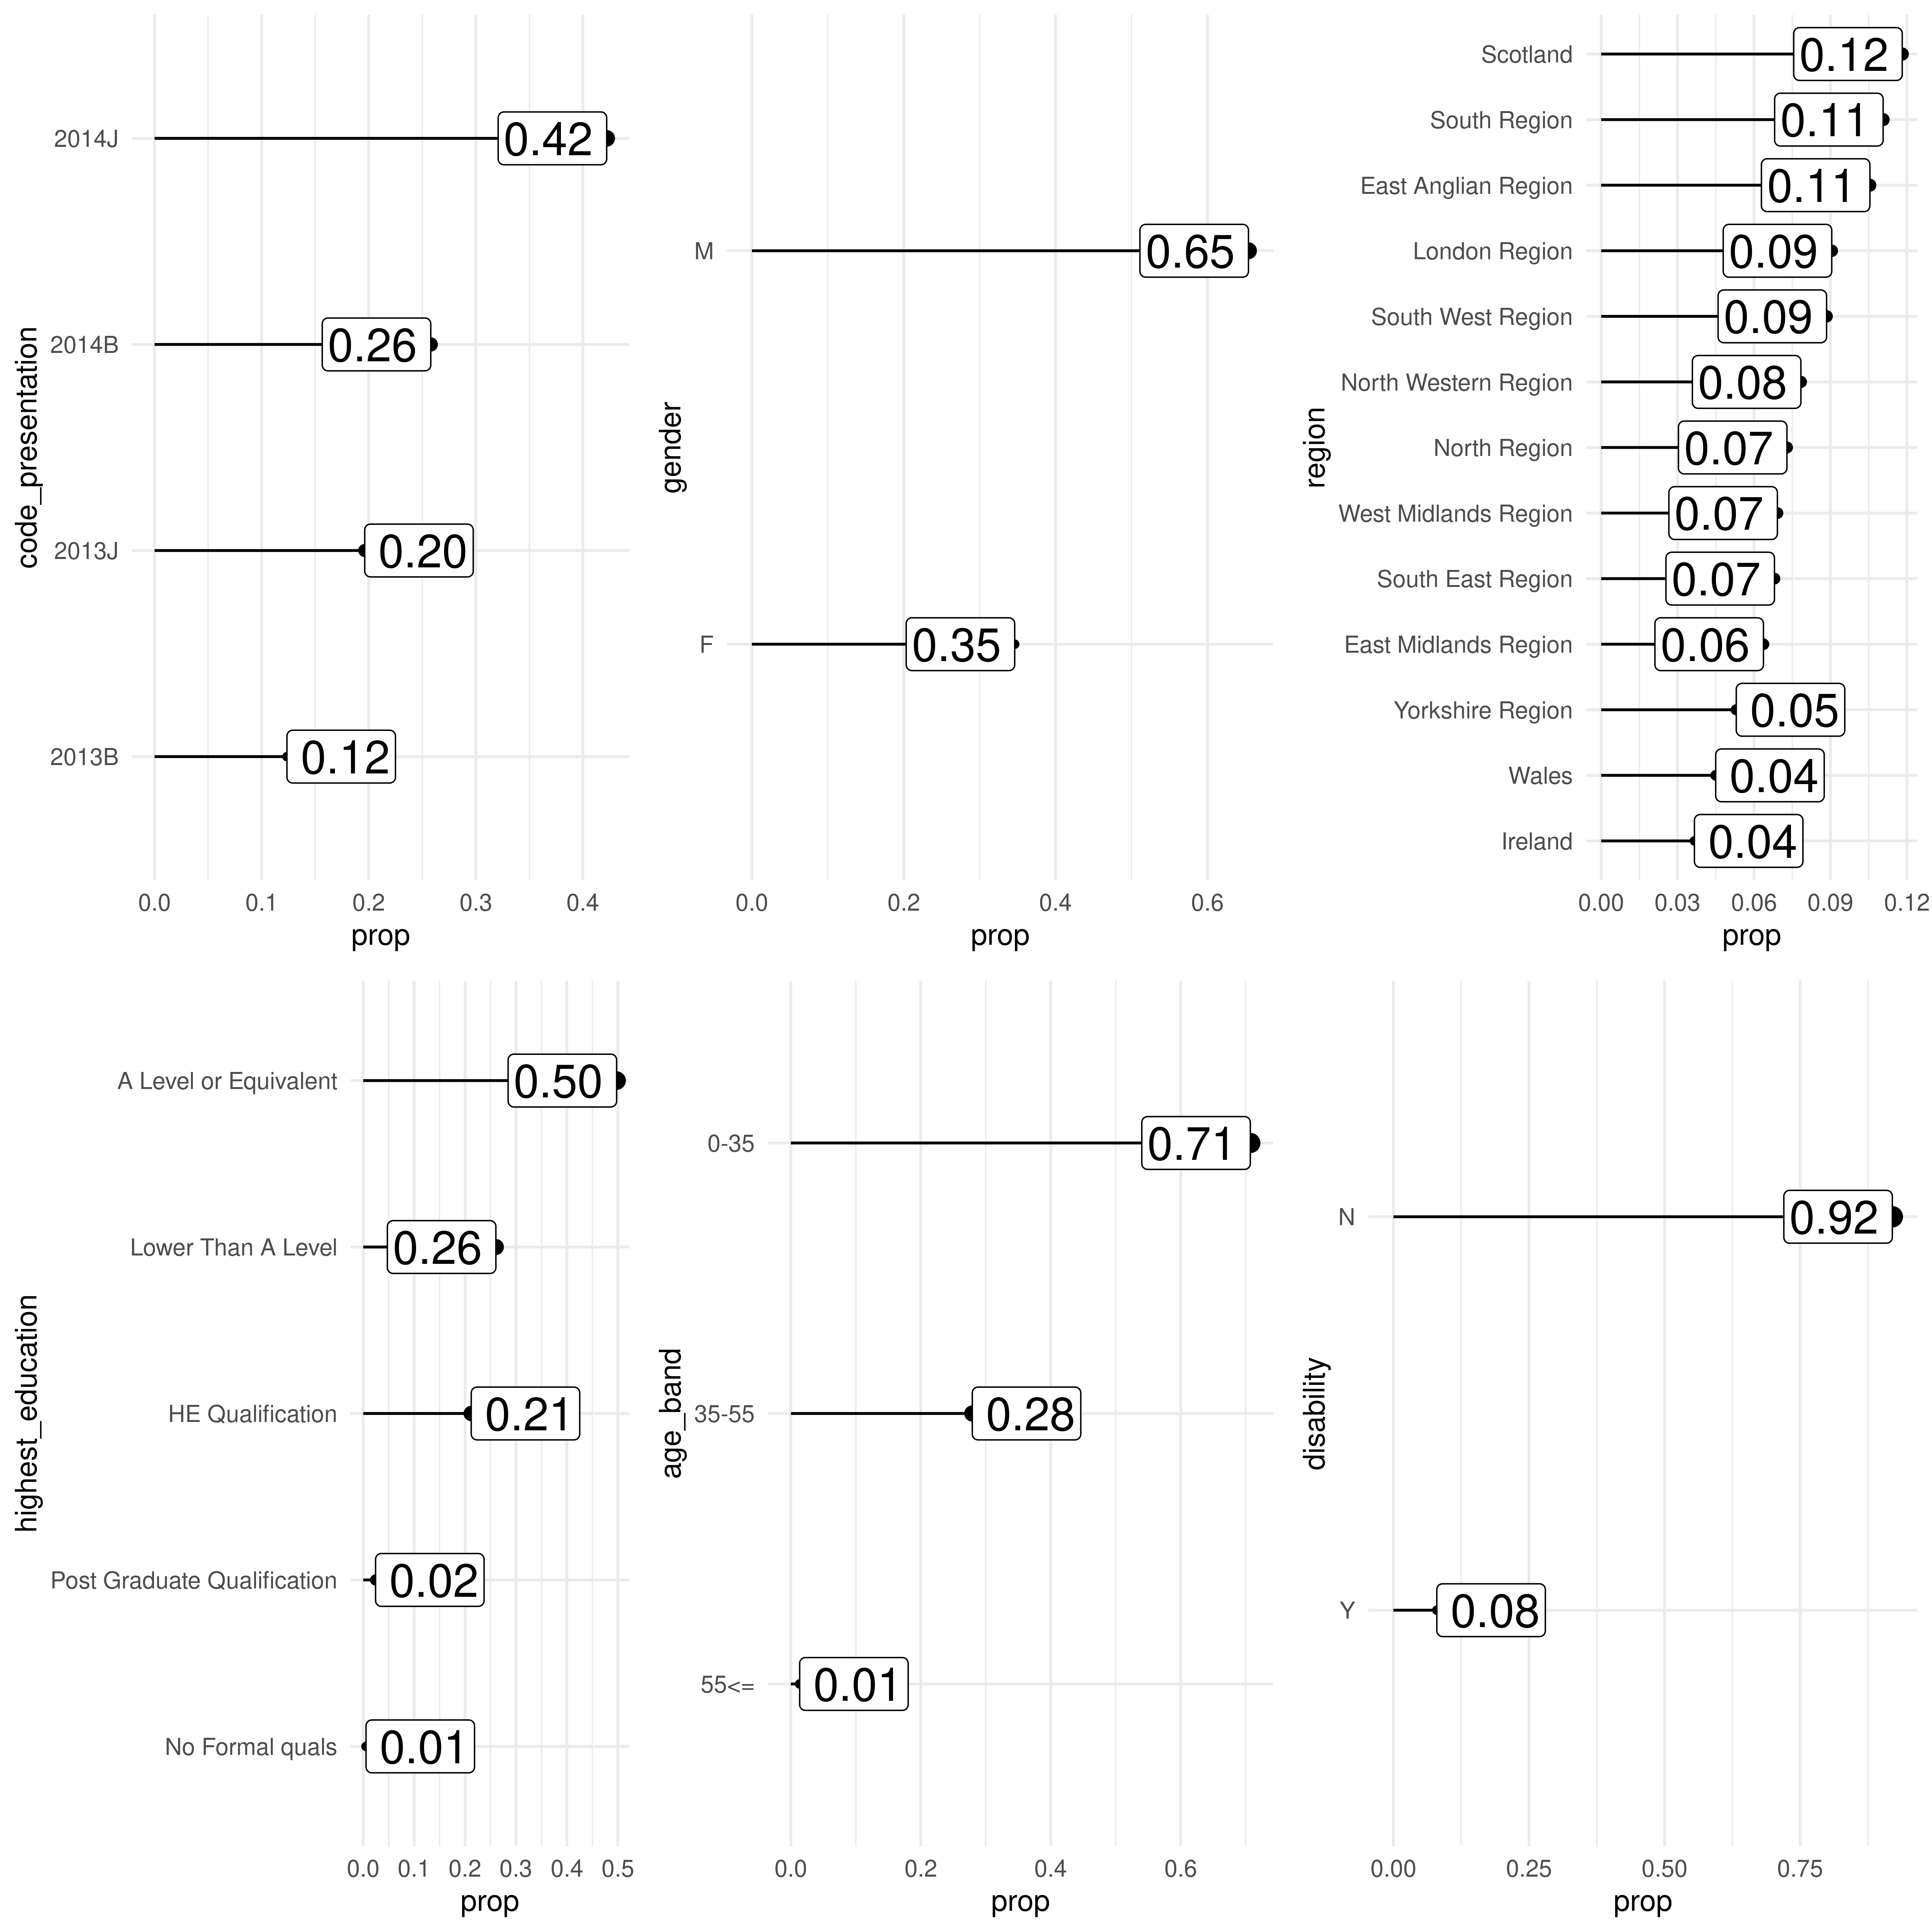 code_presentation
2014J
0.42
2014B
0.26
2013J
0.20
2013B
0.12
0.0 0.1 0.2 0.3 0.4
prop
gender
M
0.65
F
0.35
0.0 0.2 0.4 0.6
prop
region
Scotland
0.12
South Region
0.11
East Anglian Region
0.11
London Region
0.09
South West Region
0.09
North Western Region
0.08
North Region
0.07
West Midlands Region
0.07
South East Region
0.07
East Midlands Region
0.06
Yorkshire Region
0.05
Wales
0.04
Ireland
0.04
0.00 0.03 0.06 0.09 0.12
prop
highest_education
A Level or Equivalent
0.50
Lower Than A Level
0.26
HE Qualification
0.21
Post Graduate Qualification
0.02
No Formal quals
0.01
0.0 0.1 0.2 0.3 0.4 0.5
prop
age_band
0-35
0.71
35-55
0.28
55<=
0.01
0.0 0.2 0.4 0.6
prop
disability
N
0.92
Y
0.08
0.00 0.25 0.50 0.75
prop